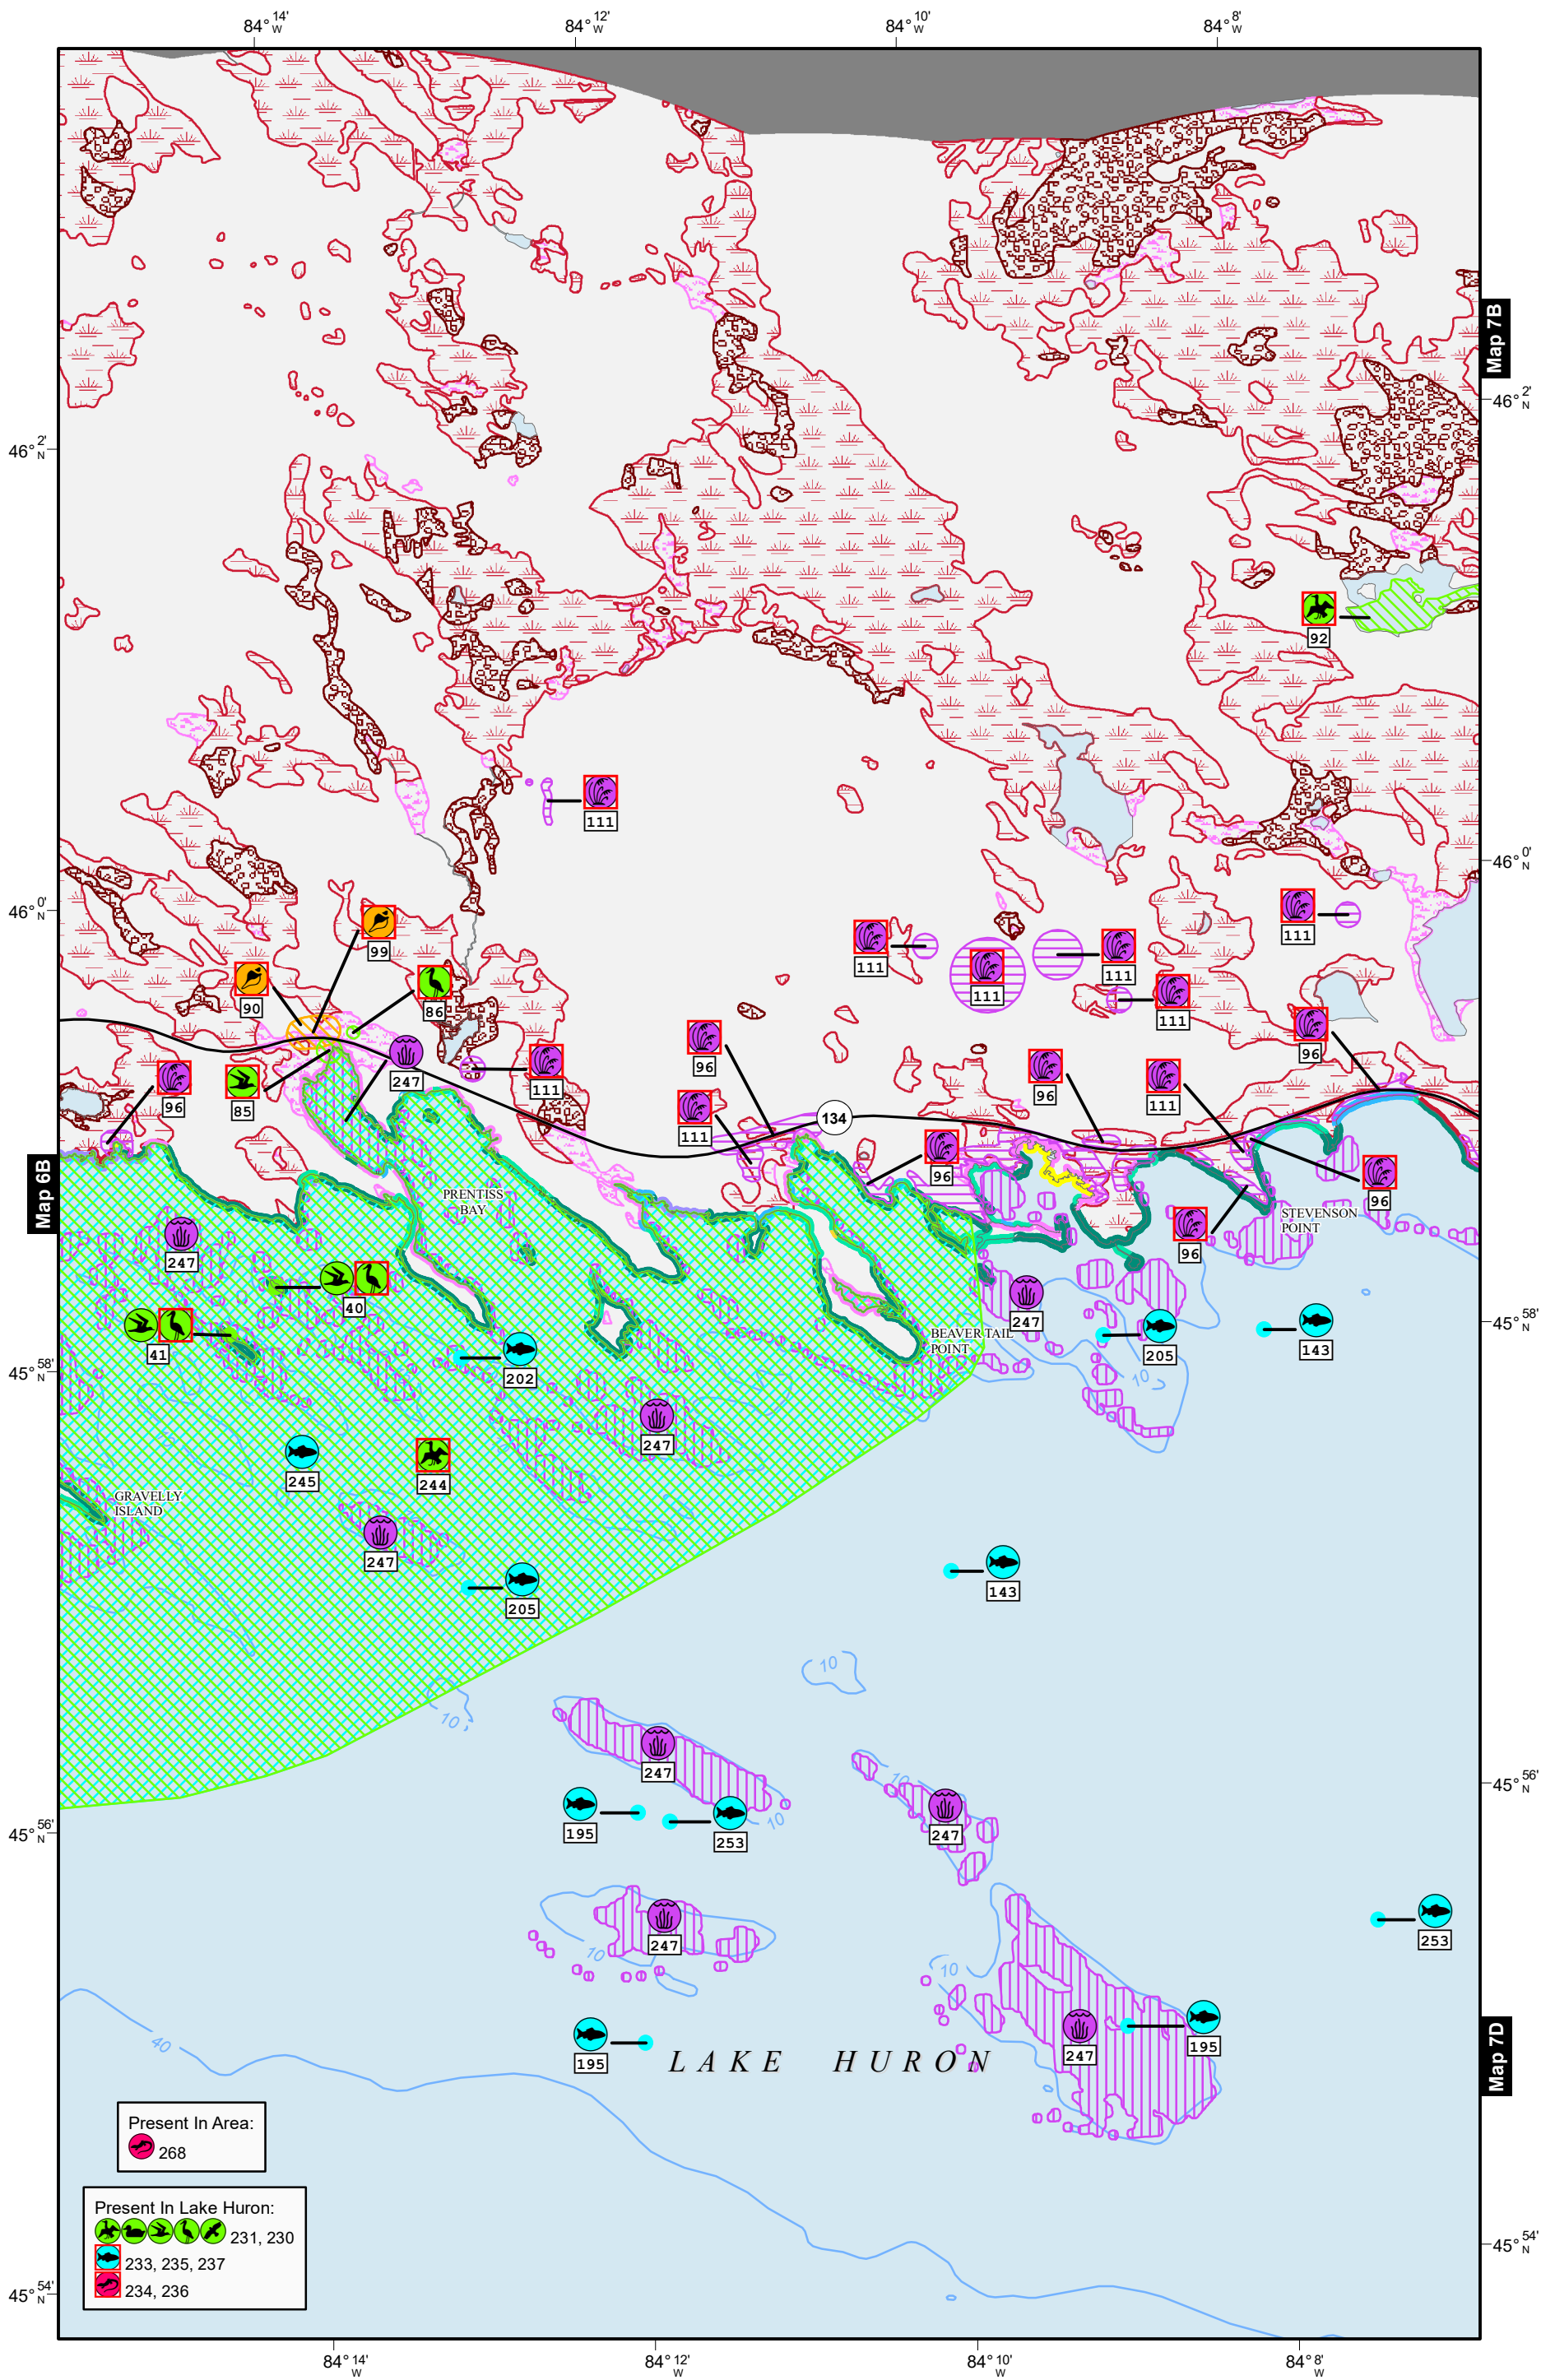 84° 14' W
84° 12' W
84° 10' W
84° 8' W
Map 7B
46° 2' N
46° 2' N
92
111
46° 0' N
46° 0' N
99
111
90
86
111
111
111
111
96
96
247
96
111
96
111
85
111
134
96
96
Map 6B
PRENTISS
BAY
STEVENSON
POINT
96
247
40
247
41
BEAVER TAIL
POINT
205
143
45° 58' N
10
45° 58' N
202
247
245
244
GRAVELLY
ISLAND
247
205
143
10
10
247
10
45° 56' N
10
195
253
247
45° 56' N
247
10
253
10
40
195
LAKE HURON
247
195
Map 7D
Present In Area:
268
Present In Lake Huron:
231, 230
233, 235, 237
234, 236
45° 54' N
45° 54' N
84° 14' W
84° 12' W
84° 10' W
84° 8' W